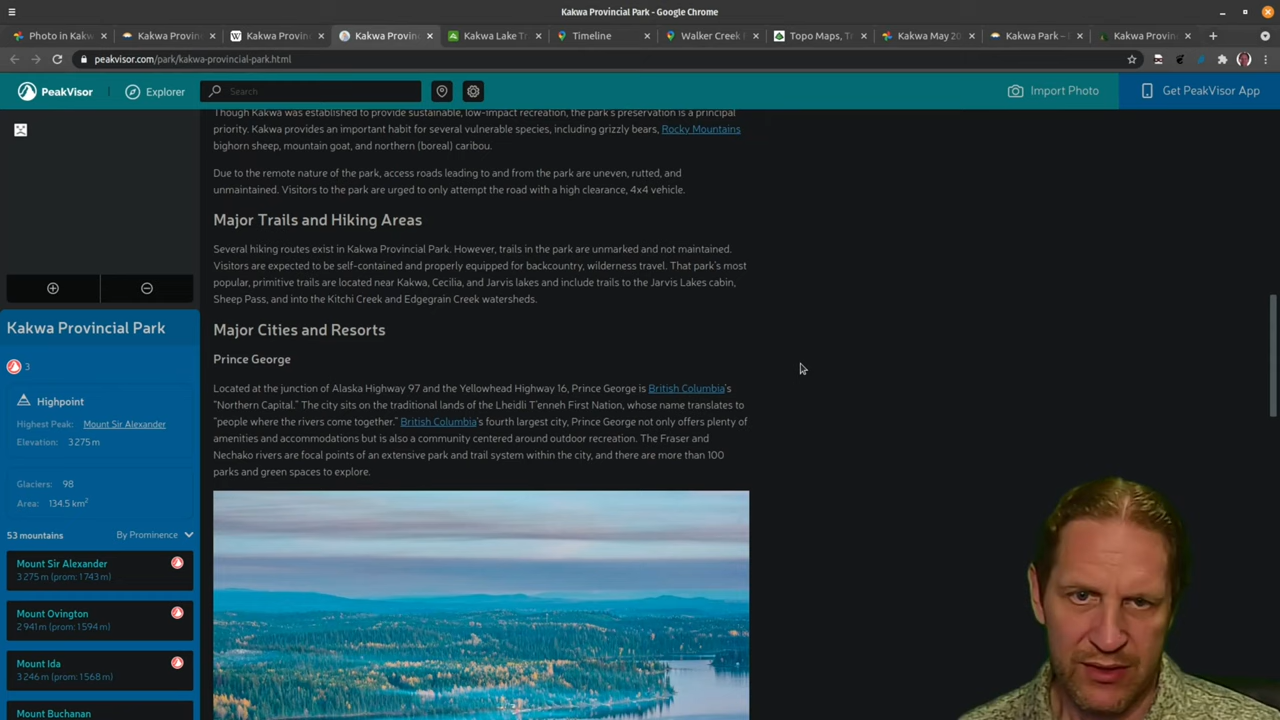 Kakwa Provincial Park - Google Chrome
Photo in Kakw
Kakwa Provin
Kakwa Provin
Kakwa Provin
Kakwa Lake Tr
Timeline
Walker Creek F
Topo Maps, Tr
Kakwa May 20
Kakwa Park –
Kakwa Provinc
peakvisor.com/park/kakwa-provincial-park.html
PeakVisor
Explorer
Search
Import Photo
Get PeakVisor App
Though Kakwa was established to provide sustainable, low-impact recreation, the park's preservation is a principal
priority. Kakwa provides an important habit for several vulnerable species, including grizzly bears, Rocky Mountains
bighorn sheep, mountain goat, and northern (boreal) caribou.
Due to the remote nature of the park, access roads leading to and from the park are uneven, rutted, and
unmaintained. Visitors to the park are urged to only attempt the road with a high clearance, 4x4 vehicle.
Major Trails and Hiking Areas
Several hiking routes exist in Kakwa Provincial Park. However, trails in the park are unmarked and not maintained.
Visitors are expected to be self-contained and properly equipped for backcountry, wilderness travel. That park's most
popular, primitive trails are located near Kakwa, Cecilia, and Jarvis lakes and include trails to the Jarvis Lakes cabin,
Sheep Pass, and into the Kitchi Creek and Edgegrain Creek watersheds.
Major Cities and Resorts
Prince George
Located at the junction of Alaska Highway 97 and the Yellowhead Highway 16, Prince George is British Columbia's
"Northern Capital." The city sits on the traditional lands of the Lheidli T'enneh First Nation, whose name translates to
"people where the rivers come together." British Columbia's fourth largest city, Prince George not only offers plenty of
amenities and accommodations but is also a community centered around outdoor recreation. The Fraser and
Nechako rivers are focal points of an extensive park and trail system within the city, and there are more than 100
parks and green spaces to explore.
Kakwa Provincial Park
3
Highpoint
Highest Peak: Mount Sir Alexander
Elevation: 3 275 m
Glaciers: 98
Area: 134.5 km²
53 mountains By Prominence
Mount Sir Alexander
3 275 m (prom: 1 743 m)
Mount Ovington
2 941 m (prom: 1 594 m)
Mount Ida
3 246 m (prom: 1 568 m)
Mount Buchanan